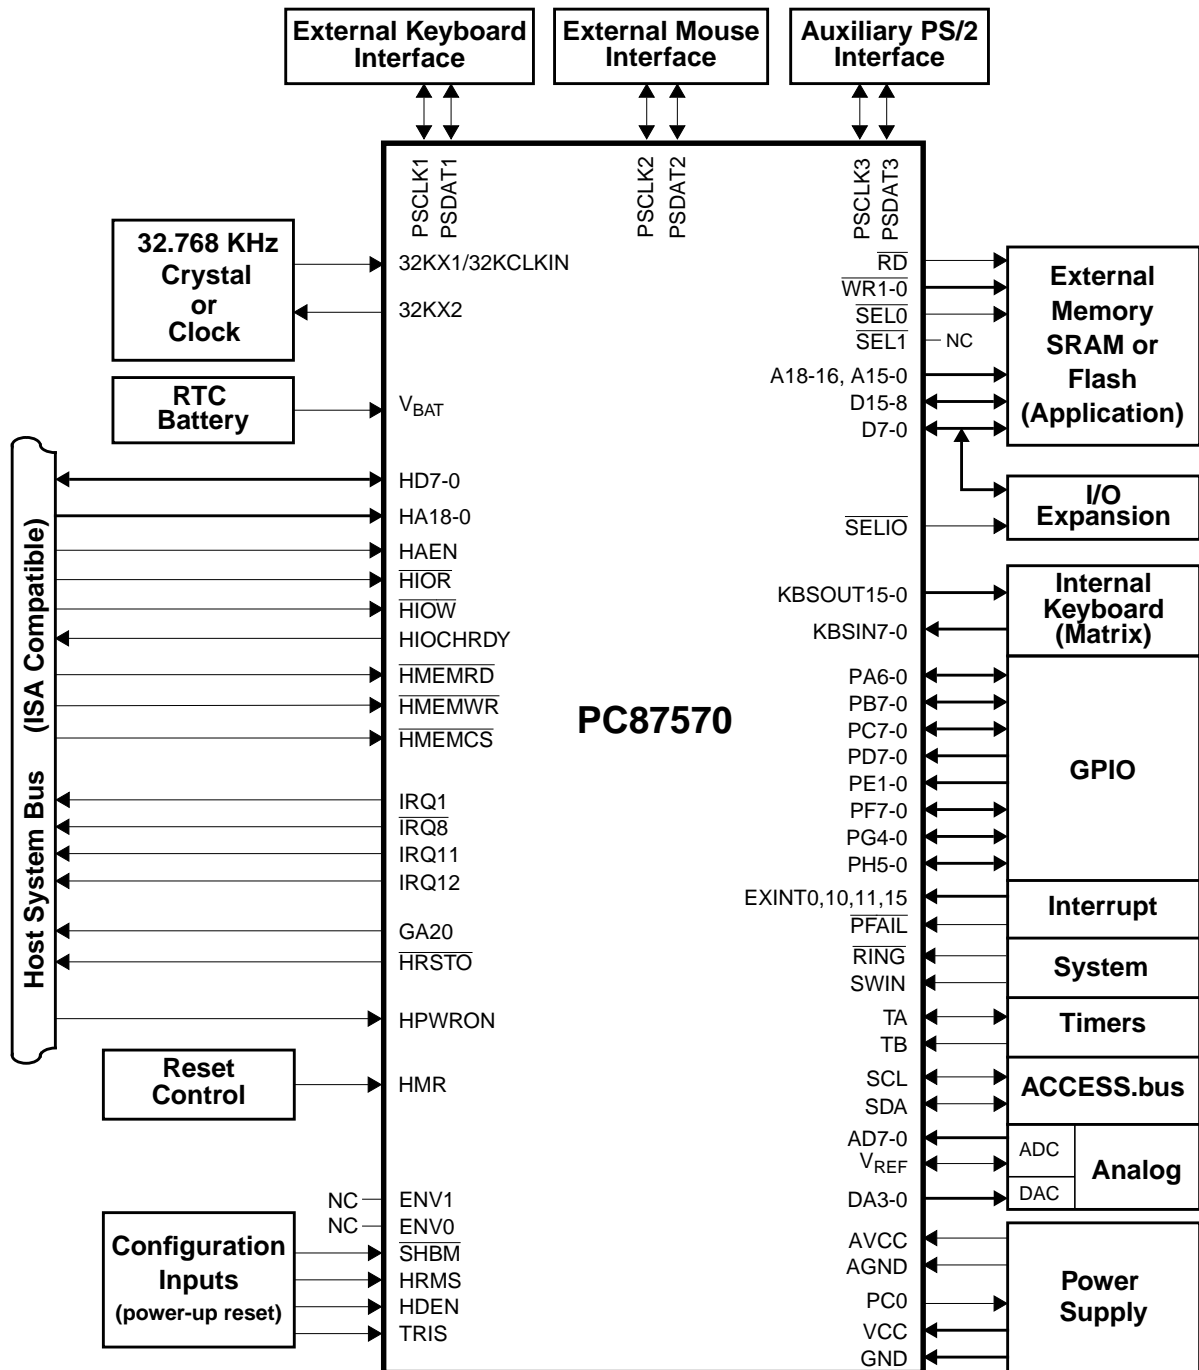 External Keyboard
Interface
External Mouse
Interface
Auxiliary PS/2
Interface
PSCLK1
PSDAT1
PSCLK2
PSDAT2
PSCLK3
PSDAT3
32.768 KHz
Crystal
or
Clock
32KX1/32KCLKIN
32KX2
RTC
Battery
VBAT
Host System Bus (ISA Compatible)
HD7-0
HA18-0
HAEN
HIOR
HIOW
HIOCHRDY
HMEMRD
HMEMWR
HMEMCS
IRQ1
IRQ8
IRQ11
IRQ12
GA20
HRSTO
HPWRON
Reset
Control
HMR
NC
ENV1
NC
ENV0
Configuration
Inputs
(power-up reset)
SHBM
HRMS
HDEN
TRIS
PC87570
RD
WR1-0
SEL0
SEL1
NC
A18-16, A15-0
D15-8
D7-0
External
Memory
SRAM or
Flash
(Application)
SELIO
I/O
Expansion
KBSOUT15-0
KBSIN7-0
Internal
Keyboard
(Matrix)
PA6-0
PB7-0
PC7-0
PD7-0
PE1-0
PF7-0
PG4-0
PH5-0
GPIO
EXINT0,10,11,15
PFAIL
Interrupt
RING
SWIN
System
TA
TB
Timers
SCL
SDA
ACCESS.bus
AD7-0
VREF
DA3-0
ADC
DAC
Analog
AVCC
AGND
PC0
VCC
GND
Power
Supply